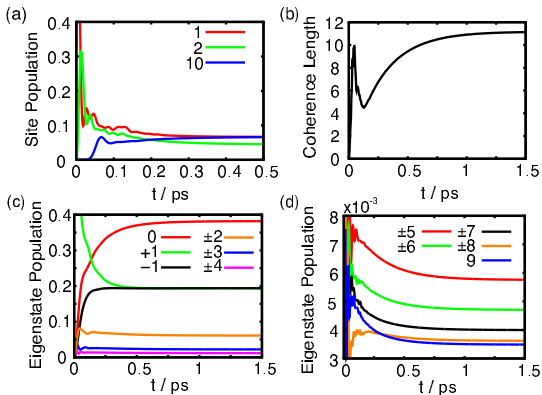 (a)
Site Population
0.4
0.3
0.2
0.1
0
1
2
10
0 0.1 0.2 0.3 0.4 0.5
t / ps
(b)
Coherence Length
12
10
8
6
4
2
0
0 0.5 1 1.5
t / ps
(c)
Eigenstate Population
0.4
0.3
0.2
0.1
0
0 ±2
+1 ±3
−1 ±4
0 0.5 1 1.5
t / ps
(d)
Eigenstate Population
x10⁻³
8
7
6
5
4
3
±5 ±7
±6 ±8
9
0 0.5 1 1.5
t / ps